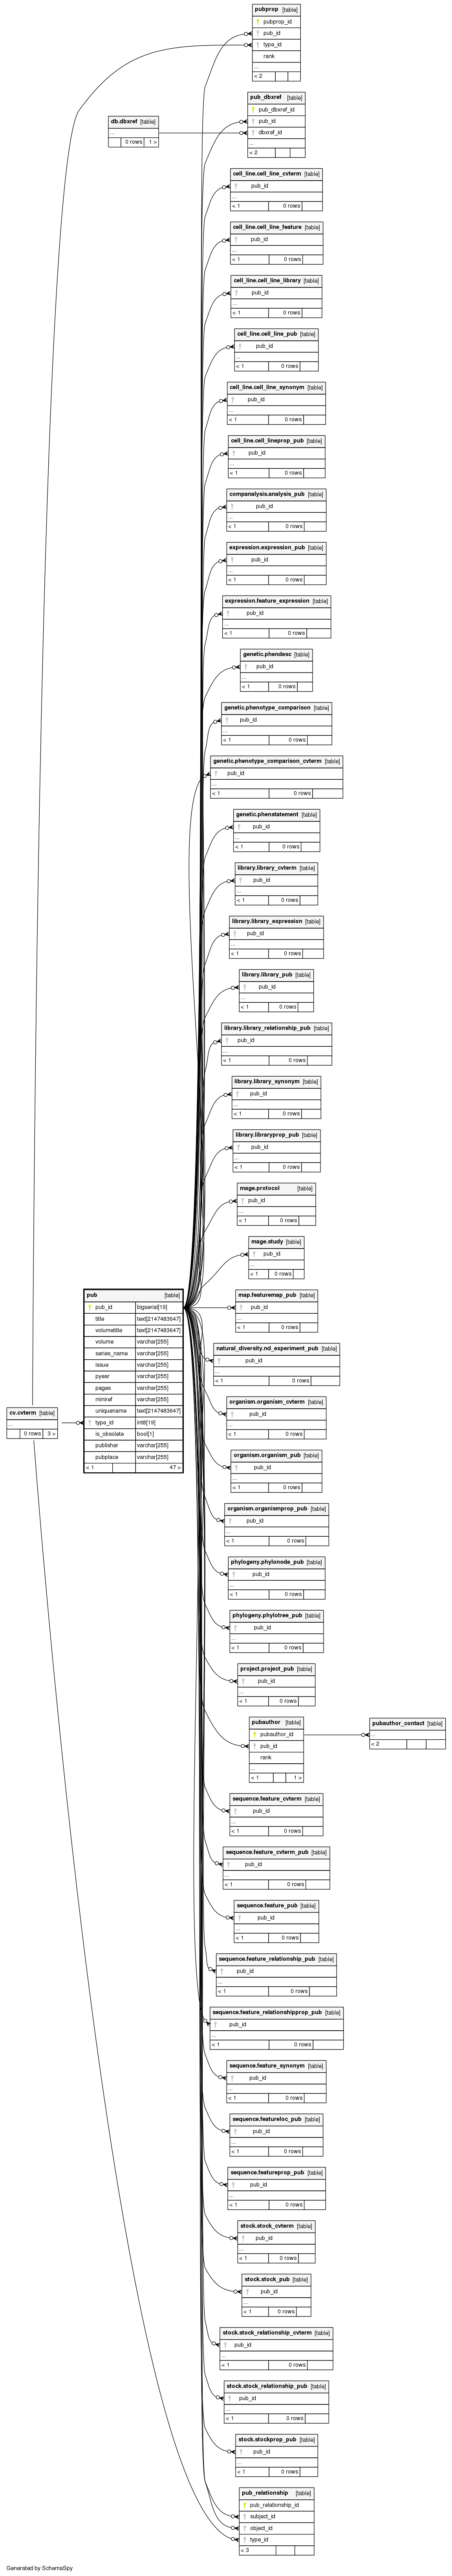 pubprop [table]
pubprop_id
pub_id
type_id
rank
...
< 2
pub_dbxref [table]
pub_dbxref_id
pub_id
dbxref_id
...
< 2
db.dbxref [table]
...
0 rows 1 >
cell_line.cell_line_cvterm [table]
pub_id
...
< 1 0 rows
cell_line.cell_line_feature [table]
pub_id
...
< 1 0 rows
cell_line.cell_line_library [table]
pub_id
...
< 1 0 rows
cell_line.cell_line_pub [table]
pub_id
...
< 1 0 rows
cell_line.cell_line_synonym [table]
pub_id
...
< 1 0 rows
cell_line.cell_lineprop_pub [table]
pub_id
...
< 1 0 rows
companalysis.analysis_pub [table]
pub_id
...
< 1 0 rows
expression.expression_pub [table]
pub_id
...
< 1 0 rows
expression.feature_expression [table]
pub_id
...
< 1 0 rows
genetic.phendesc [table]
pub_id
...
< 1 0 rows
genetic.phenotype_comparison [table]
pub_id
...
< 1 0 rows
genetic.phenotype_comparison_cvterm [table]
pub_id
...
< 1 0 rows
genetic.phenstatement [table]
pub_id
...
< 1 0 rows
library.library_cvterm [table]
pub_id
...
< 1 0 rows
library.library_expression [table]
pub_id
...
< 1 0 rows
library.library_pub [table]
pub_id
...
< 1 0 rows
library.library_relationship_pub [table]
pub_id
...
< 1 0 rows
library.library_synonym [table]
pub_id
...
< 1 0 rows
library.libraryprop_pub [table]
pub_id
...
< 1 0 rows
mage.protocol [table]
pub_id
...
< 1 0 rows
mage.study [table]
pub_id
...
< 1 0 rows
pub [table]
pub_id bigserial[19]
title text[2147483647]
volumetitle text[2147483647]
volume varchar[255]
series_name varchar[255]
issue varchar[255]
pyear varchar[255]
pages varchar[255]
miniref varchar[255]
uniquename text[2147483647]
type_id int8[19]
is_obsolete bool[1]
publisher varchar[255]
pubplace varchar[255]
< 1 47 >
cv.cvterm [table]
...
0 rows 3 >
map.featuremap_pub [table]
pub_id
...
< 1 0 rows
natural_diversity.nd_experiment_pub [table]
pub_id
...
< 1 0 rows
organism.organism_cvterm [table]
pub_id
...
< 1 0 rows
organism.organism_pub [table]
pub_id
...
< 1 0 rows
organism.organismprop_pub [table]
pub_id
...
< 1 0 rows
phylogeny.phylonode_pub [table]
pub_id
...
< 1 0 rows
phylogeny.phylotree_pub [table]
pub_id
...
< 1 0 rows
project.project_pub [table]
pub_id
...
< 1 0 rows
pubauthor [table]
pubauthor_id
pub_id
rank
...
< 1 1 >
pubauthor_contact [table]
...
< 2
sequence.feature_cvterm [table]
pub_id
...
< 1 0 rows
sequence.feature_cvterm_pub [table]
pub_id
...
< 1 0 rows
sequence.feature_pub [table]
pub_id
...
< 1 0 rows
sequence.feature_relationship_pub [table]
pub_id
...
< 1 0 rows
sequence.feature_relationshipprop_pub [table]
pub_id
...
< 1 0 rows
sequence.feature_synonym [table]
pub_id
...
< 1 0 rows
sequence.featureloc_pub [table]
pub_id
...
< 1 0 rows
sequence.featureprop_pub [table]
pub_id
...
< 1 0 rows
stock.stock_cvterm [table]
pub_id
...
< 1 0 rows
stock.stock_pub [table]
pub_id
...
< 1 0 rows
stock.stock_relationship_cvterm [table]
pub_id
...
< 1 0 rows
stock.stock_relationship_pub [table]
pub_id
...
< 1 0 rows
stock.stockprop_pub [table]
pub_id
...
< 1 0 rows
pub_relationship [table]
pub_relationship_id
subject_id
object_id
type_id
< 3
Generated by SchemaSpy